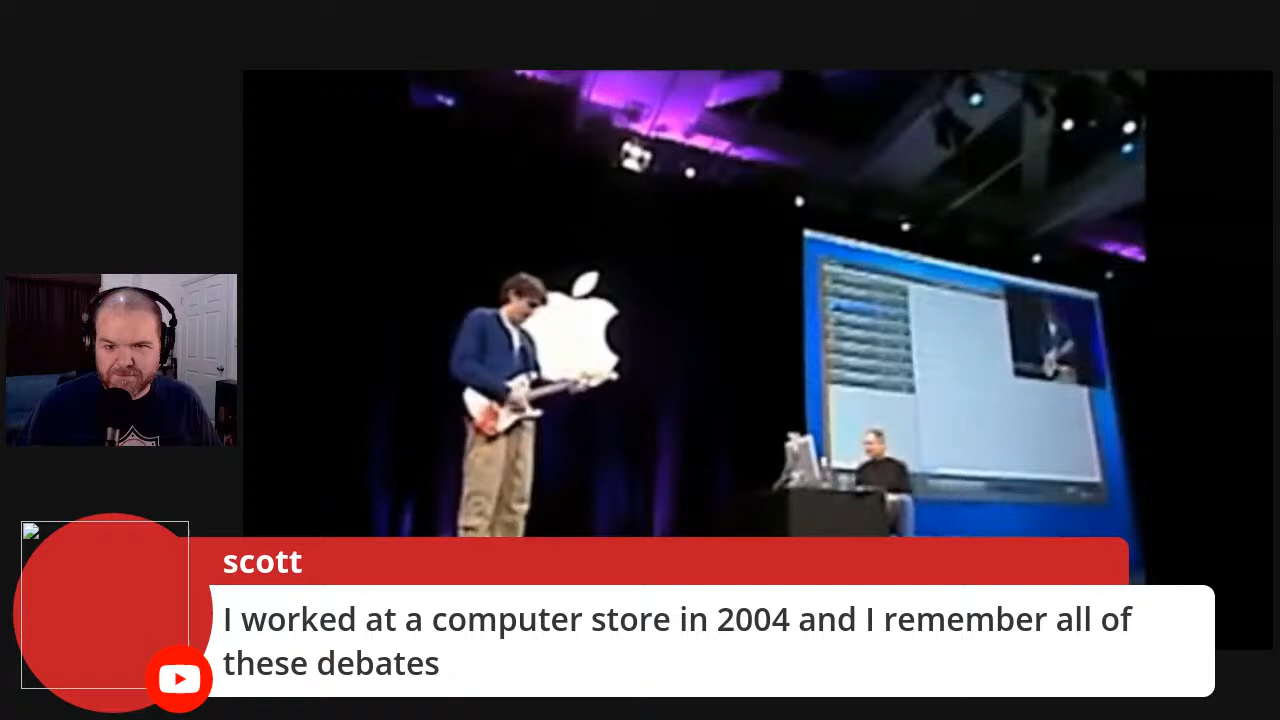 scott
I worked at a computer store in 2004 and I remember all of
these debates